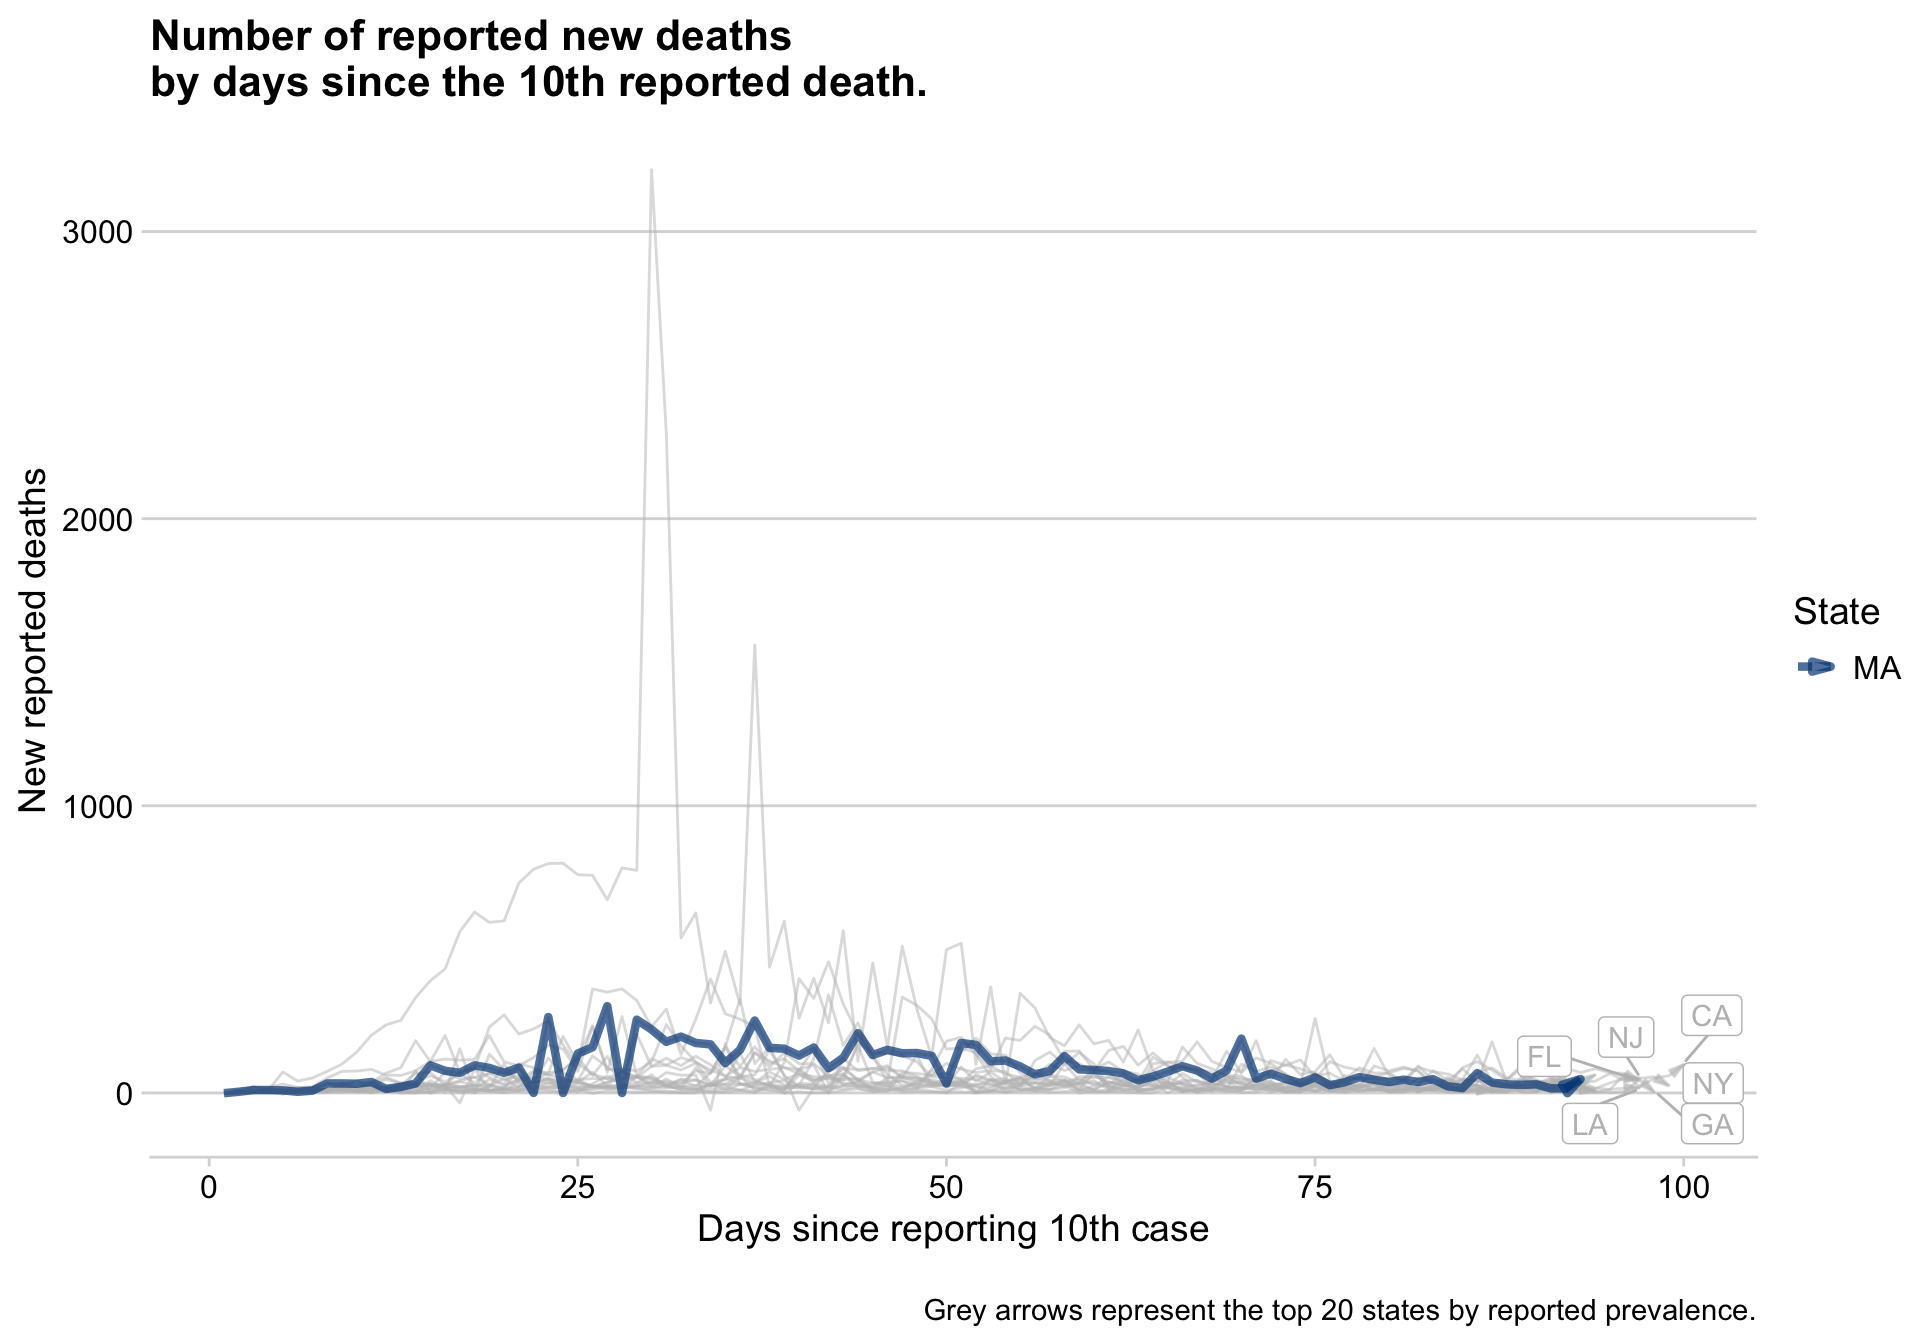 Number of reported new deaths
by days since the 10th reported death.
New reported deaths
3000
2000
1000
0
0
25
50
75
100
Days since reporting 10th case
FL
NJ
CA
NY
LA
GA
State
MA
Grey arrows represent the top 20 states by reported prevalence.